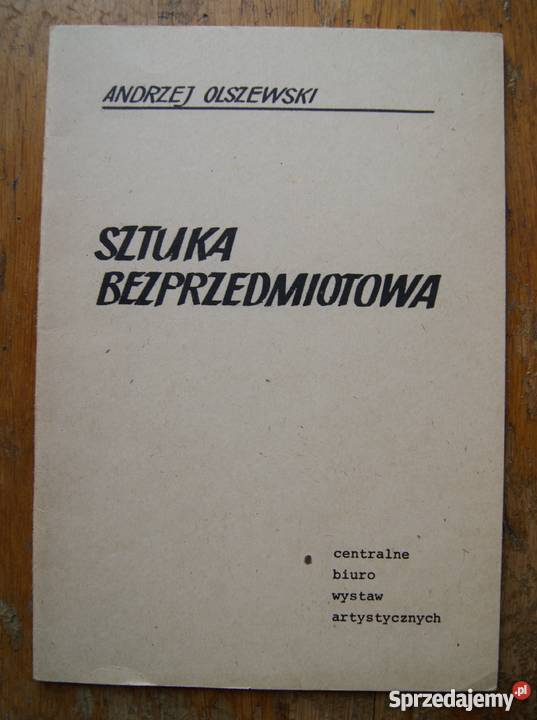 ANDRZEJ OLSZEWSKI
SZTUKA
BEZPRZEDMIOTOWA
centralne
biuro
wystaw
artystycznych
Sprzedajemy.pl